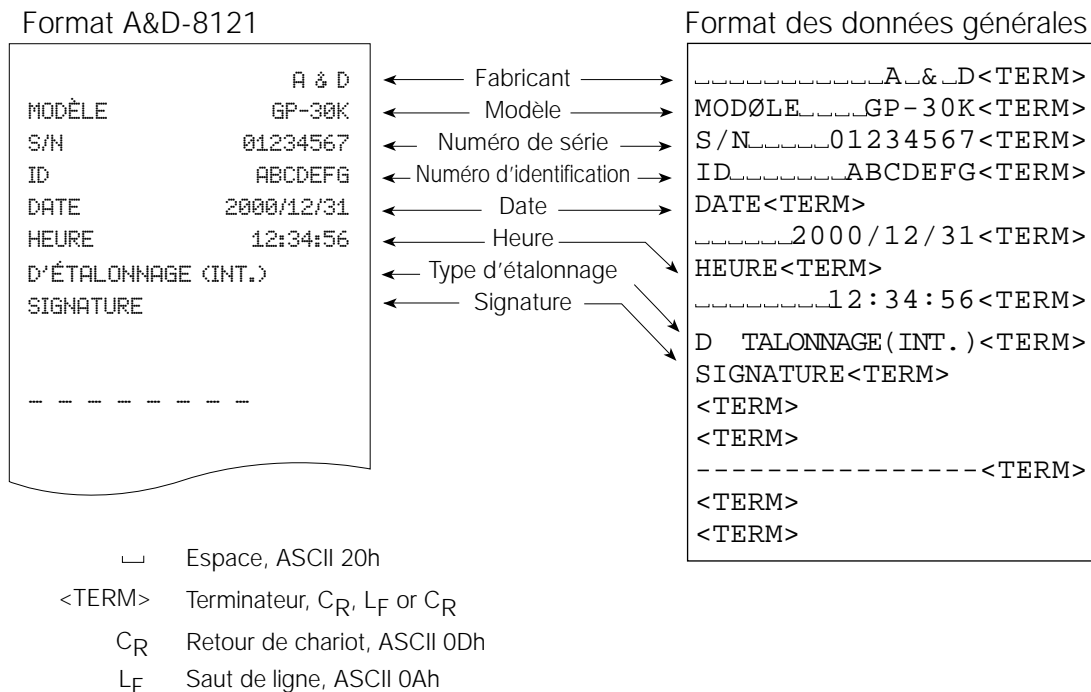 Format A&D-8121
A & D
MODÈLE GP-30K
S/N 01234567
ID ABCDEFG
DATE 2000/12/31
HEURE 12:34:56
D'ÉTALONNAGE (INT.)
SIGNATURE
_ _ _ _ _ _ _ _
Fabricant
Modèle
Numéro de série
Numéro d'identification
Date
Heure
Type d'étalonnage
Signature
Format des données générales
␣␣␣␣␣␣␣␣␣␣␣A␣&␣D<TERM>
MODØLE␣␣␣␣GP-30K<TERM>
S/N␣␣␣␣␣01234567<TERM>
ID␣␣␣␣␣␣␣ABCDEFG<TERM>
DATE<TERM>
␣␣␣␣␣␣2000/12/31<TERM>
HEURE<TERM>
␣␣␣␣␣␣␣␣12:34:56<TERM>
D TALONNAGE(INT.)<TERM>
SIGNATURE<TERM>
<TERM>
<TERM>
----------------<TERM>
<TERM>
<TERM>
␣ Espace, ASCII 20h
<TERM> Terminateur, CR, LF or CR
CR Retour de chariot, ASCII 0Dh
LF Saut de ligne, ASCII 0Ah